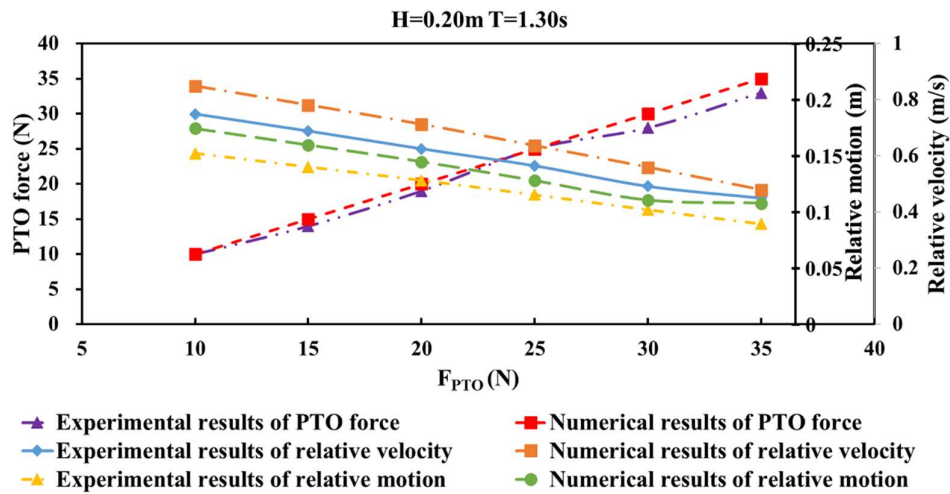 H=0.20m T=1.30s
40
35
30
25
20
15
10
5
0
PTO force (N)
0.25
0.2
0.15
0.1
0.05
0
Relative motion (m)
1
0.8
0.6
0.4
0.2
0
Relative velocity (m/s)
5 10 15 20 25 30 35 40
F_PTO (N)
Experimental results of PTO force
Numerical results of PTO force
Experimental results of relative velocity
Numerical results of relative velocity
Experimental results of relative motion
Numerical results of relative motion